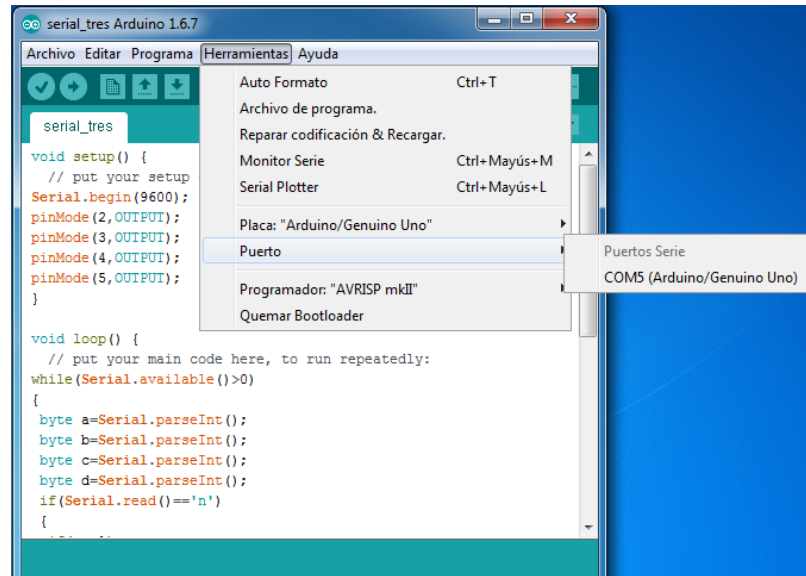 serial_tres Arduino 1.6.7
Archivo Editar Programa Herramientas Ayuda
serial_tres
Auto Formato Ctrl+T
Archivo de programa.
Reparar codificación & Recargar.
Monitor Serie Ctrl+Mayús+M
Serial Plotter Ctrl+Mayús+L
Placa: "Arduino/Genuino Uno"
Puerto
Programador: "AVRISP mkII"
Quemar Bootloader
Puertos Serie
COM5 (Arduino/Genuino Uno)
void setup() {
// put your setup
Serial.begin(9600);
pinMode(2,OUTPUT);
pinMode(3,OUTPUT);
pinMode(4,OUTPUT);
pinMode(5,OUTPUT);
}
void loop() {
// put your main code here, to run repeatedly:
while(Serial.available()>0)
{
byte a=Serial.parseInt();
byte b=Serial.parseInt();
byte c=Serial.parseInt();
byte d=Serial.parseInt();
if(Serial.read()=='n')
{